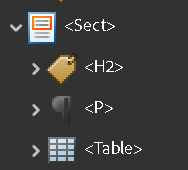 <Sect>
<H2>
<P>
<Table>